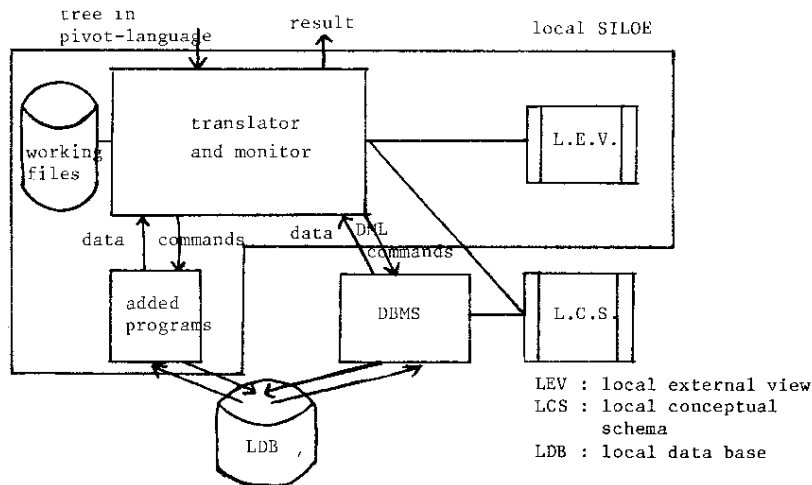 tree in
pivot-language
result
local SILOE
translator
and monitor
working
files
L.E.V.
data
commands
data
DML
commands
added
programs
DBMS
L.C.S.
LDB
LEV : local external view
LCS : local conceptual
schema
LDB : local data base